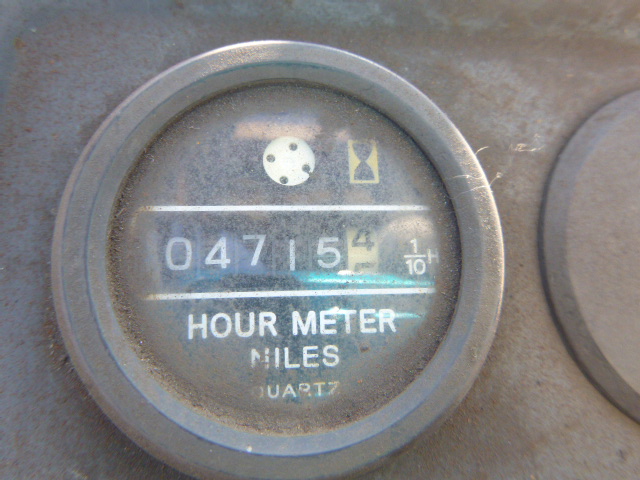 047154 1/10 H
HOUR METER
NILES
QUARTZ